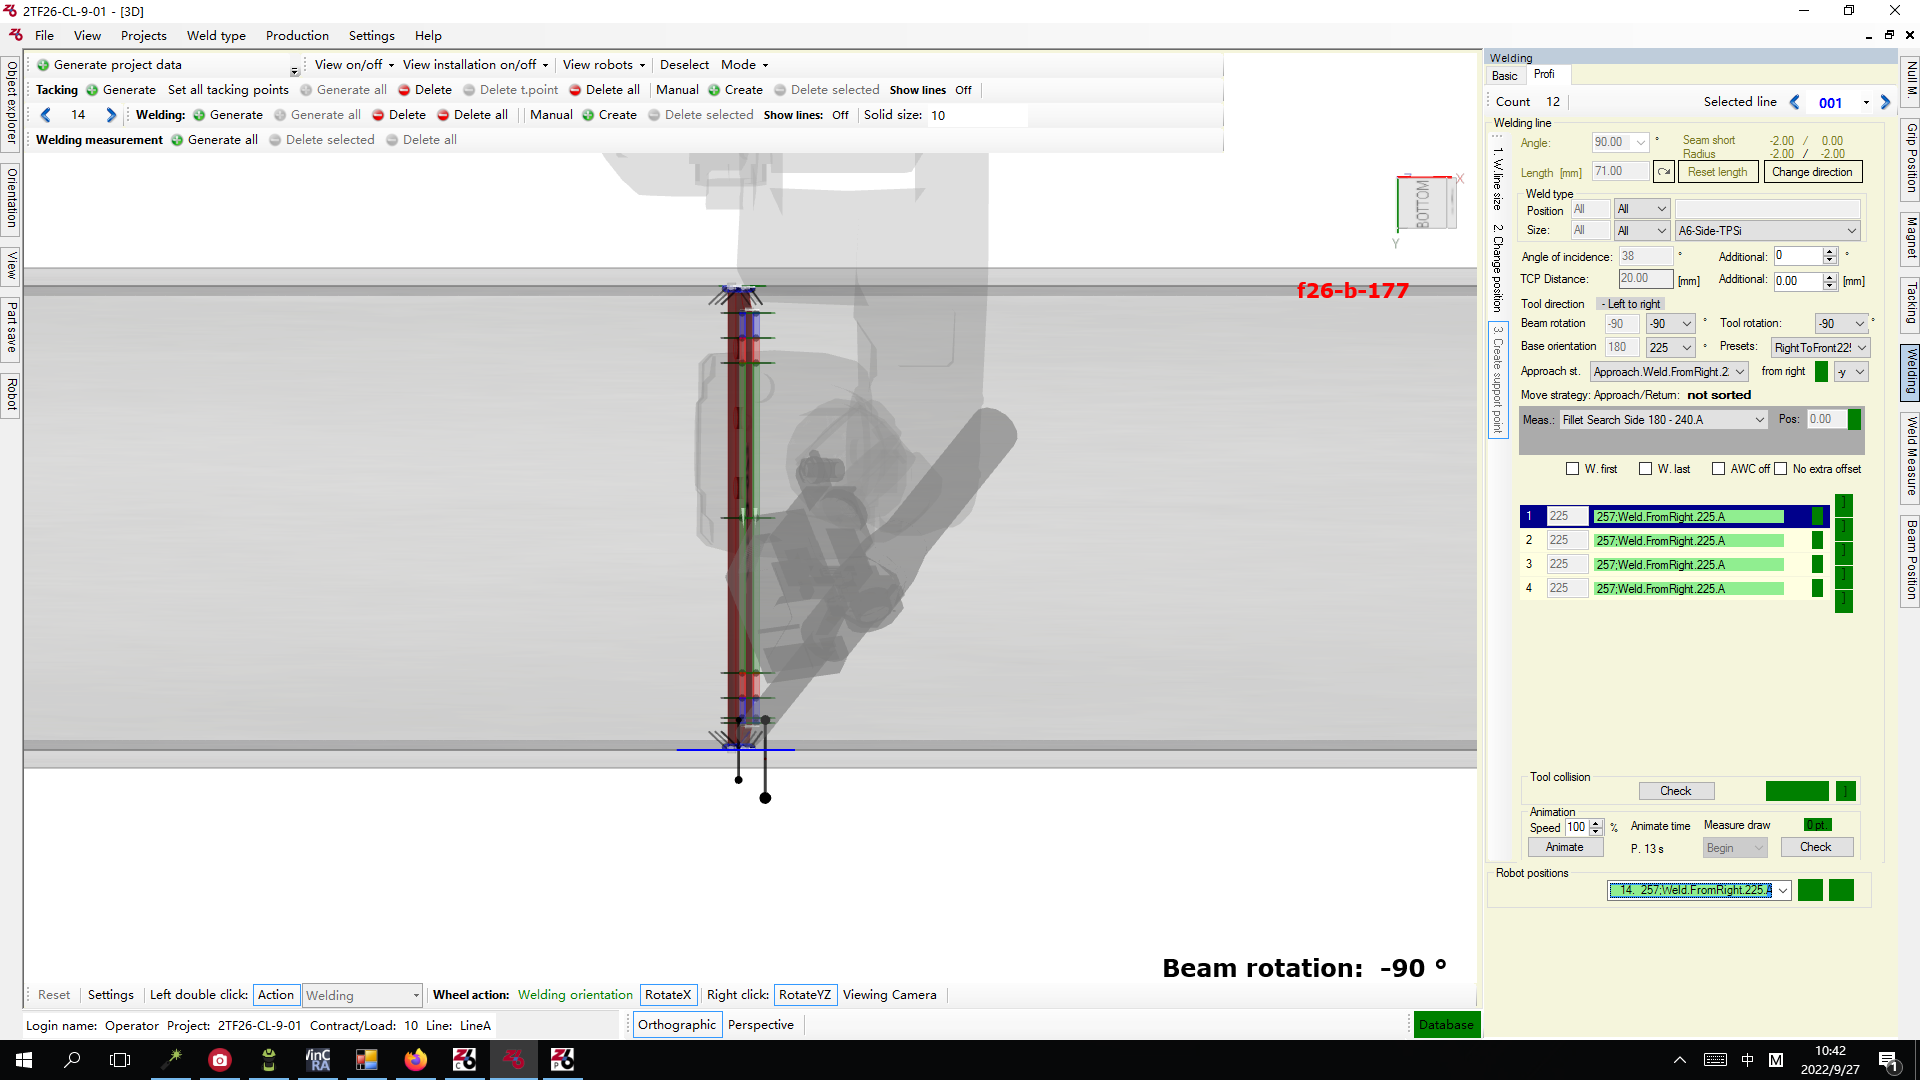 2TF26-CL-9-01 - [3D]
File View Projects Weld type Production Settings Help
Generate project data View on/off View installation on/off View robots Deselect Mode
Tacking Generate Set all tacking points Generate all Delete Delete t.point Delete all Manual Create Delete selected Show lines Off
14 Welding: Generate Generate all Delete Delete all Manual Create Delete selected Show lines: Off Solid size: 10
Welding measurement Generate all Delete selected Delete all
Object explorer
Orientation
View
Part save
Robot
X
BOTTOM
Y
f26-b-177
Beam rotation: -90 °
Welding
Basic Profi
Count 12 Selected line 001
Welding line
1. W.line size
2. Change position
3. Create support point
Angle: 90.00 ° Seam short -2.00 / 0.00
Radius -2.00 / -2.00
Length [mm] 71.00 Reset length Change direction
Weld type
Position All All
Size: All All A6-Side-TPSi
Angle of incidence: 38 ° Additional: 0 °
TCP Distance: 20.00 [mm] Additional: 0.00 [mm]
Tool direction - Left to right
Beam rotation -90 -90 ° Tool rotation: -90 °
Base orientation 180 225 ° Presets: RightToFront22
Approach st. Approach.Weld.FromRight.2 from right -y
Move strategy: Approach/Return: not sorted
Meas.: Fillet Search Side 180 - 240.A Pos: 0.00
W. first W. last AWC off No extra offset
1 225 257;Weld.FromRight.225.A
2 225 257;Weld.FromRight.225.A
3 225 257;Weld.FromRight.225.A
4 225 257;Weld.FromRight.225.A
Tool collision
Check
Animation
Speed 100 % Animate time Measure draw 0 pt.
Animate P. 13 s Begin Check
Robot positions
14. 257;Weld.FromRight.225.A
Null M.
Grip Position
Magnet
Tacking
Welding
Weld Measure
Beam Position
Reset Settings Left double click: Action Welding Wheel action: Welding orientation RotateX Right click: RotateYZ Viewing Camera
Login name: Operator Project: 2TF26-CL-9-01 Contract/Load: 10 Line: LineA Orthographic Perspective Database
中 M 10:42
2022/9/27 1